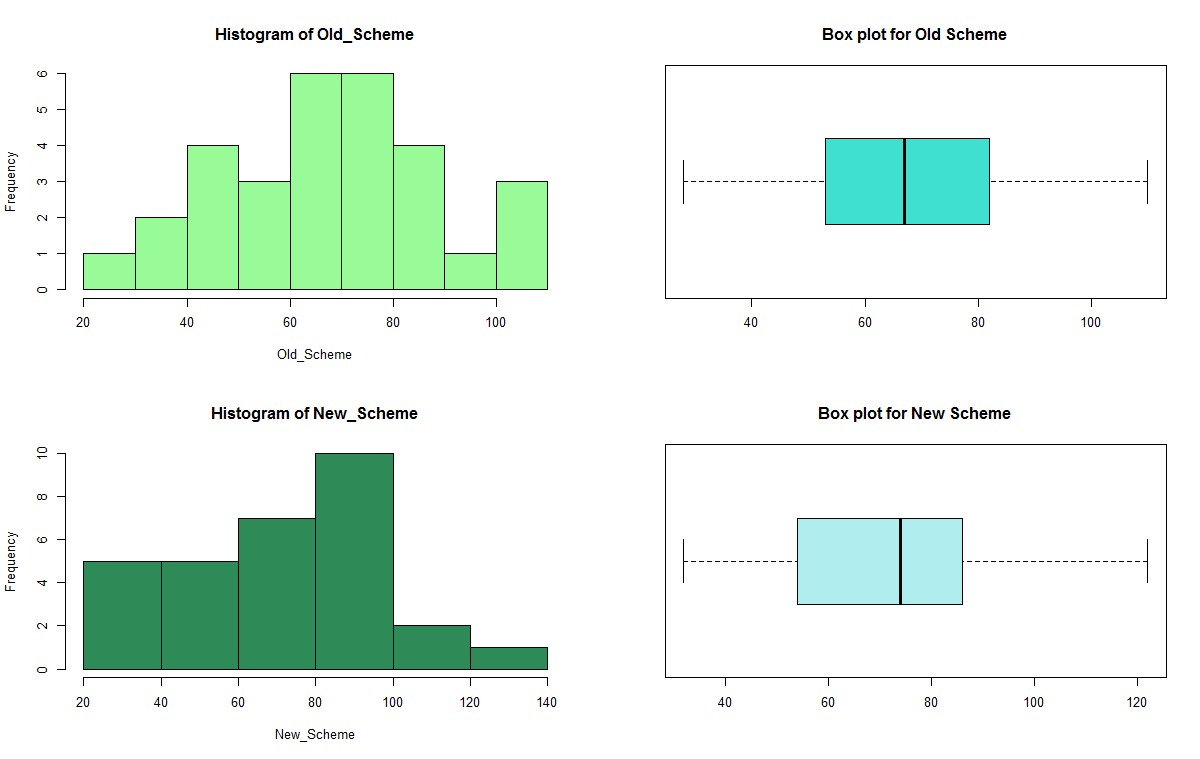 Histogram of Old_Scheme
Frequency
6
5
4
3
2
1
0
20 40 60 80 100
Old_Scheme
Box plot for Old Scheme
40 60 80 100
Histogram of New_Scheme
Frequency
10
8
6
4
2
0
20 40 60 80 100 120 140
New_Scheme
Box plot for New Scheme
40 60 80 100 120